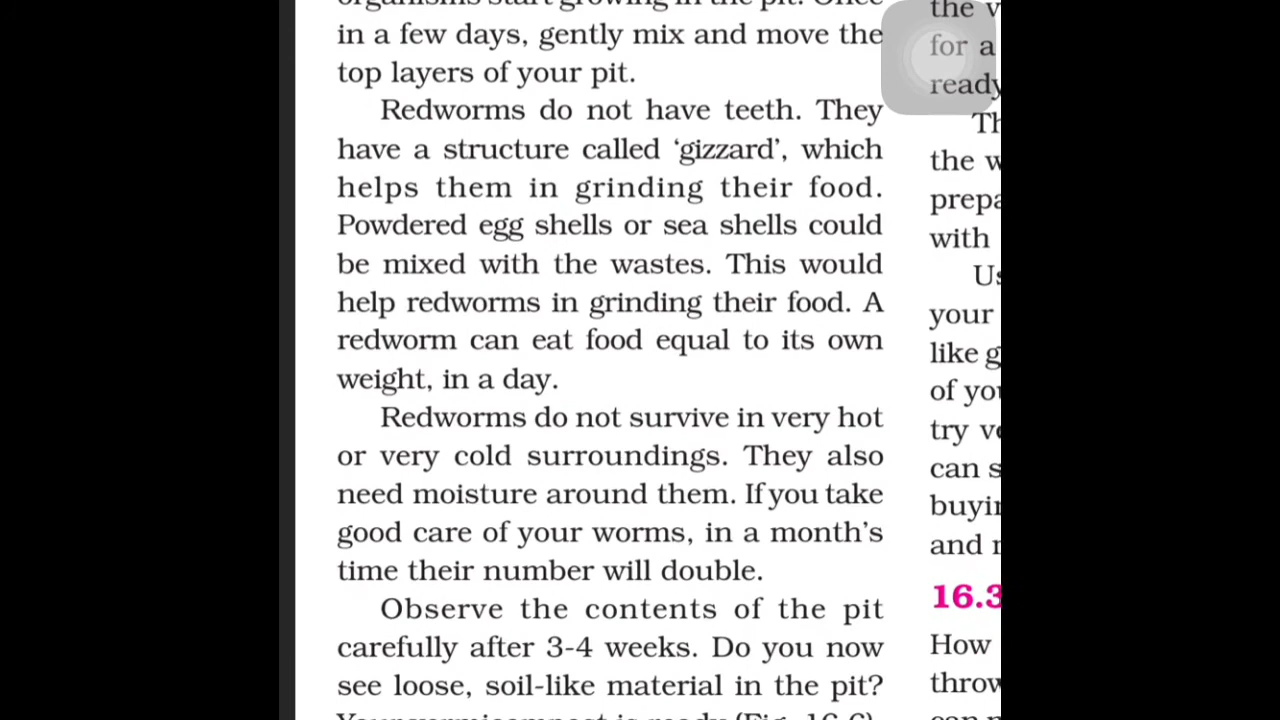 in a few days, gently mix and move the
top layers of your pit.
Redworms do not have teeth. They
have a structure called ‘gizzard’, which
helps them in grinding their food.
Powdered egg shells or sea shells could
be mixed with the wastes. This would
help redworms in grinding their food. A
redworm can eat food equal to its own
weight, in a day.
Redworms do not survive in very hot
or very cold surroundings. They also
need moisture around them. If you take
good care of your worms, in a month’s
time their number will double.
Observe the contents of the pit
carefully after 3-4 weeks. Do you now
see loose, soil-like material in the pit?
the
for a
ready
the
with
your
like
of
try
can
and
16.3
How